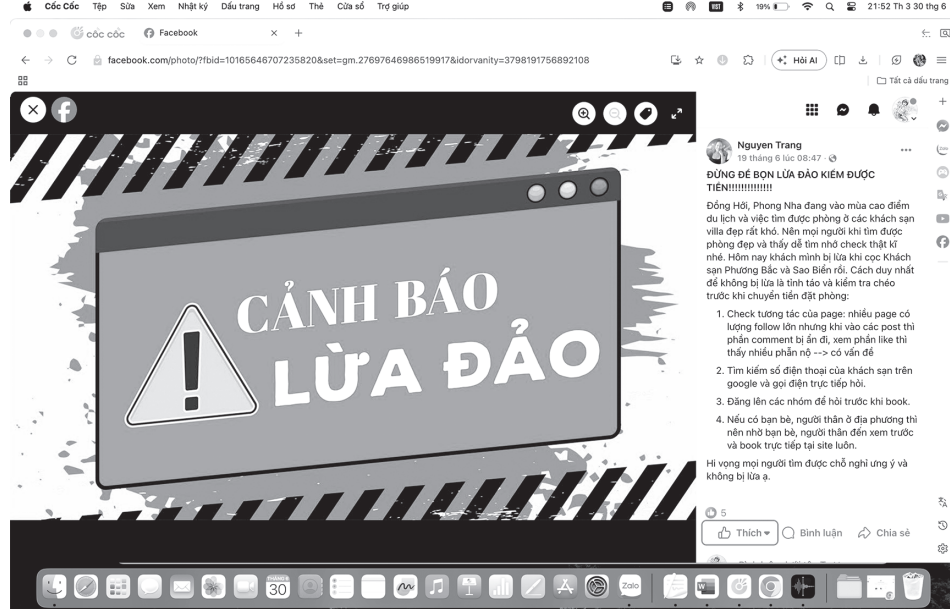 Cốc Cốc Tệp Sửa Xem Nhật ký Dấu trang Hồ sơ Thẻ Cửa sổ Trợ giúp
19% 21:52 Th 3 30 thg 6
cốc cốc Facebook
facebook.com/photo/?fbid=10165646707235820&set=gm.27697646986519917&idorvanity=3798191756892108 Hỏi AI
Tất cả dấu trang
CẢNH BÁO
LỪA ĐẢO
Nguyen Trang
19 tháng 6 lúc 08:47
ĐỪNG ĐỂ BỌN LỪA ĐẢO KIẾM ĐƯỢC
TIỀN!!!!!!!!!!!!!!
Đồng Hới, Phong Nha đang vào mùa cao điểm
du lịch và việc tìm được phòng ở các khách sạn
villa đẹp rất khó. Nên mọi người khi tìm được
phòng đẹp và thấy dễ tìm nhớ check thật kĩ
nhé. Hôm nay khách mình bị lừa khi cọc Khách
sạn Phương Bắc và Sao Biển rồi. Cách duy nhất
để không bị lừa là tỉnh táo và kiểm tra chéo
trước khi chuyển tiền đặt phòng:
1. Check tương tác của page: nhiều page có
lượng follow lớn nhưng khi vào các post thì
phần comment bị ẩn đi, xem phần like thì
thấy nhiều phẫn nộ --> có vấn đề
2. Tìm kiếm số điện thoại của khách sạn trên
google và gọi điện trực tiếp hỏi.
3. Đăng lên các nhóm để hỏi trước khi book.
4. Nếu có bạn bè, người thân ở địa phương thì
nên nhờ bạn bè, người thân đến xem trước
và book trực tiếp tại site luôn.
Hi vọng mọi người tìm được chỗ nghỉ ưng ý và
không bị lừa ạ.
5
Thích Bình luận Chia sẻ
30
Zalo